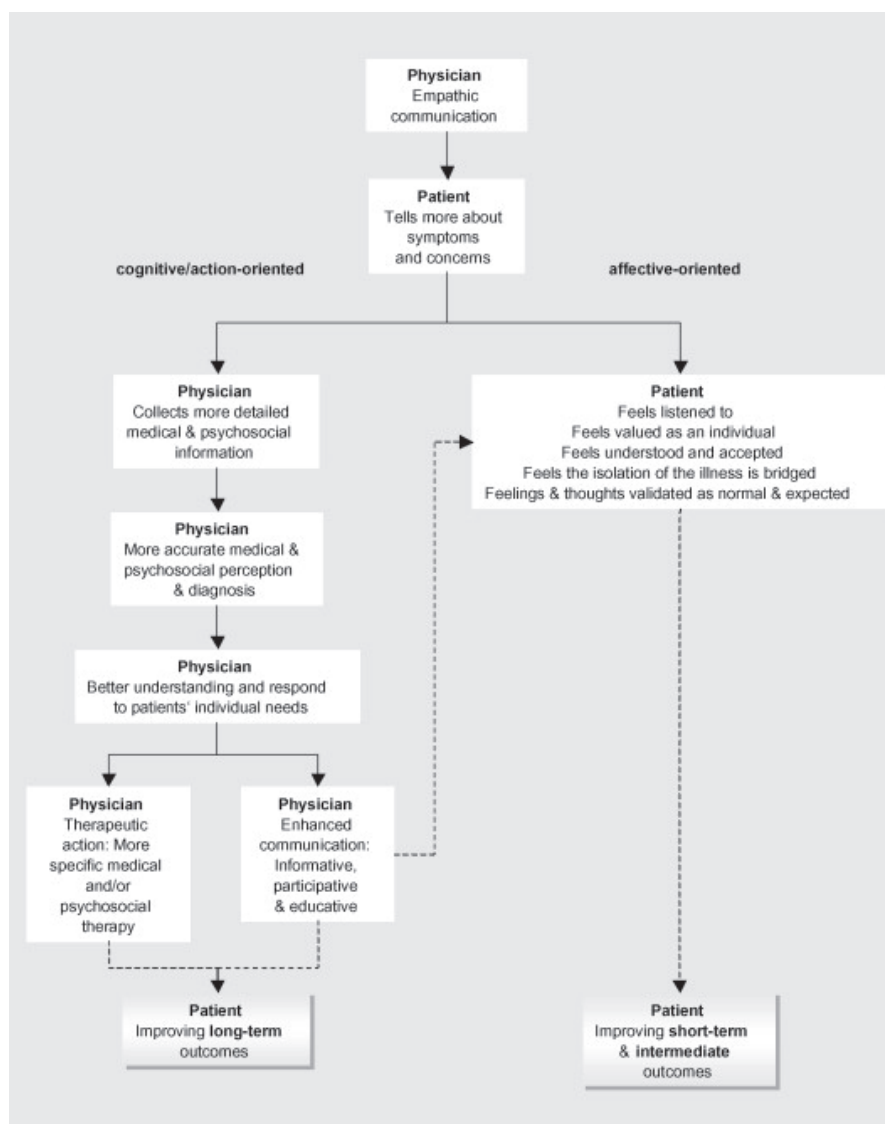 Physician
Empathic
communication
Patient
Tells more about
symptoms
and concerns
cognitive/action-oriented
affective-oriented
Physician
Collects more detailed
medical & psychosocial
information
Patient
Feels listened to
Feels valued as an individual
Feels understood and accepted
Feels the isolation of the illness is bridged
Feelings & thoughts validated as normal & expected
Physician
More accurate medical &
psychosocial perception
& diagnosis
Physician
Better understanding and respond
to patients' individual needs
Physician
Therapeutic
action: More
specific medical
and/or
psychosocial
therapy
Physician
Enhanced
communication:
Informative,
participative
& educative
Patient
Improving long-term
outcomes
Patient
Improving short-term
& intermediate
outcomes